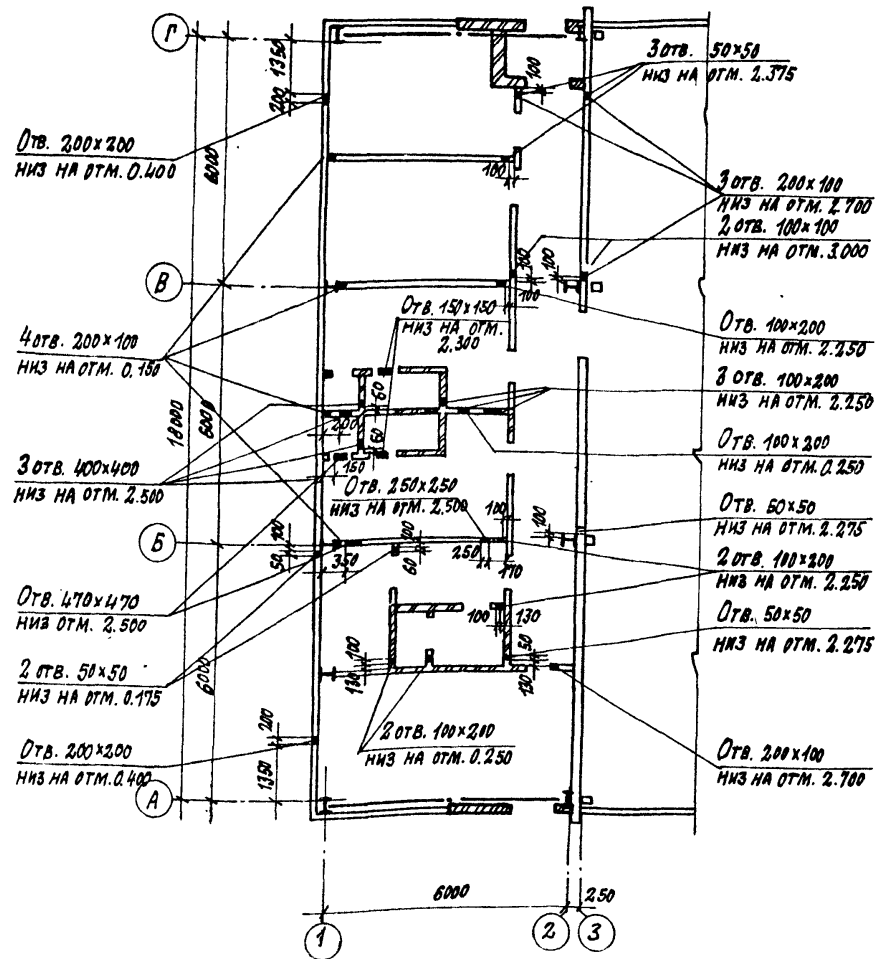 Г
1350
200
3 отв. 50×50
низ на отм. 2.375
100
Отв. 200×200
низ на отм. 0.400
6000
100
3 отв. 200×100
низ на отм. 2.700
2 отв. 100×100
низ на отм. 3.000
В
100
100
100
Отв. 150×150
низ на отм.
2.300
Отв. 100×200
низ на отм. 2.250
4 отв. 200×100
низ на отм. 0.150
18000
6000
60
200
60
150
3 отв. 100×200
низ на отм. 2.250
Отв. 100×200
низ на отм. 0.250
3 отв. 400×400
низ на отм. 2.500
Отв. 250×250
низ на отм. 2.500
100
100
Отв. 50×50
низ на отм. 2.275
Б
100
50
350
100
60
250
170
2 отв. 100×200
низ на отм. 2.250
Отв. 470×470
низ отм. 2.500
100
130
Отв. 50×50
низ на отм. 2.275
2 отв. 50×50
низ на отм. 0.175
6000
100
130
50
130
200
2 отв. 100×200
низ на отм. 0.250
Отв. 200×200
низ на отм. 0.400
1350
Отв. 200×100
низ на отм. 2.700
А
6000
250
1
2
3